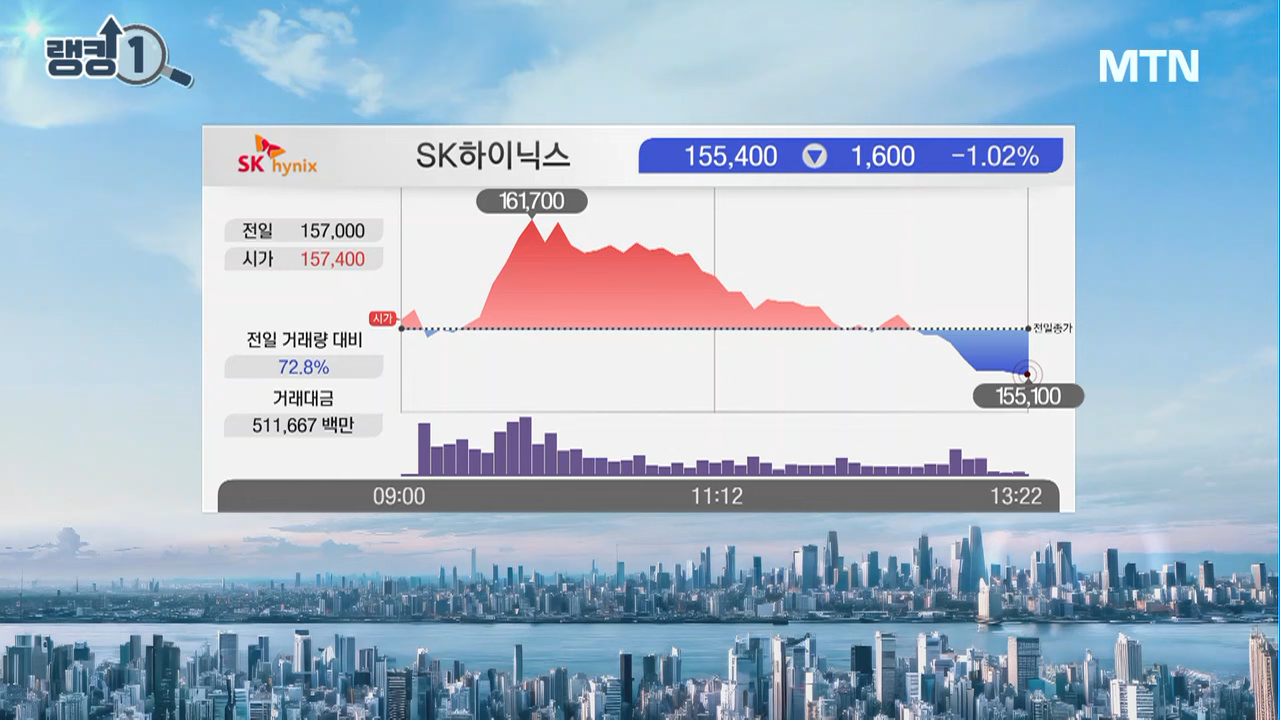 랭킹1
MTN
SK hynix
SK하이닉스
155,400 ▼ 1,600 -1.02%
161,700
전일 157,000
시가 157,400
시가
전일종가
전일 거래량 대비
72.8%
거래대금
511,667 백만
155,100
09:00 11:12 13:22